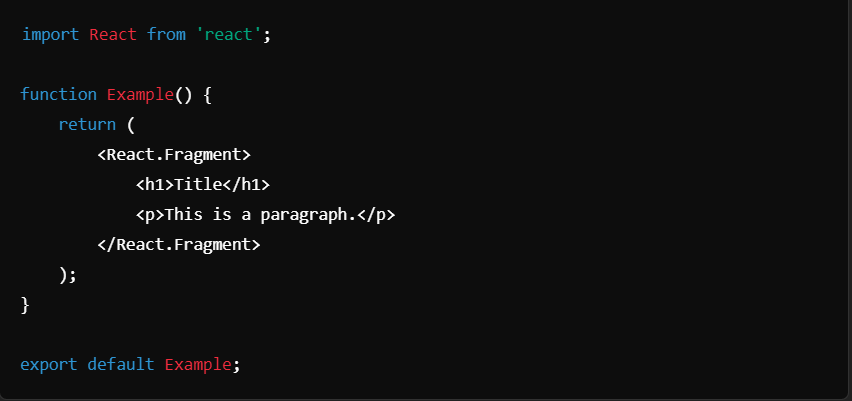 import React from 'react';

function Example() {
    return (
        <React.Fragment>
            <h1>Title</h1>
            <p>This is a paragraph.</p>
        </React.Fragment>
    );
}

export default Example;